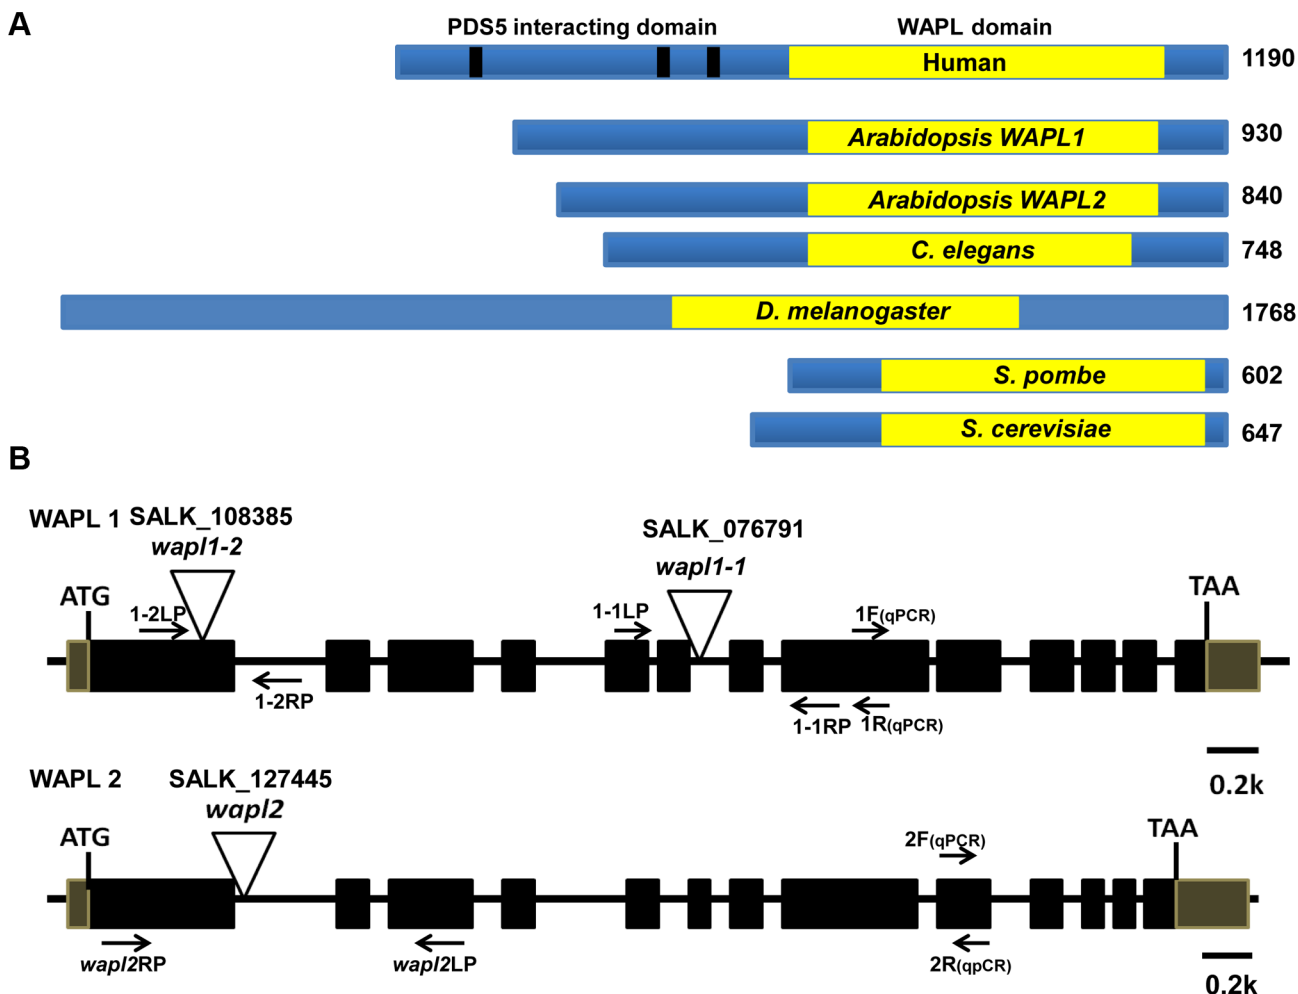 A
PDS5 interacting domain WAPL domain
Human 1190
Arabidopsis WAPL1 930
Arabidopsis WAPL2 840
C. elegans 748
D. melanogaster 1768
S. pombe 602
S. cerevisiae 647
B
WAPL 1 SALK_108385
wapl1-2
SALK_076791
wapl1-1
ATG
TAA
1-2LP
1-1LP
1F(qPCR)
1-2RP
1-1RP
1R(qPCR)
0.2k
WAPL 2 SALK_127445
wapl2
ATG
TAA
2F(qPCR)
wapl2RP
wapl2LP
2R(qpCR)
0.2k